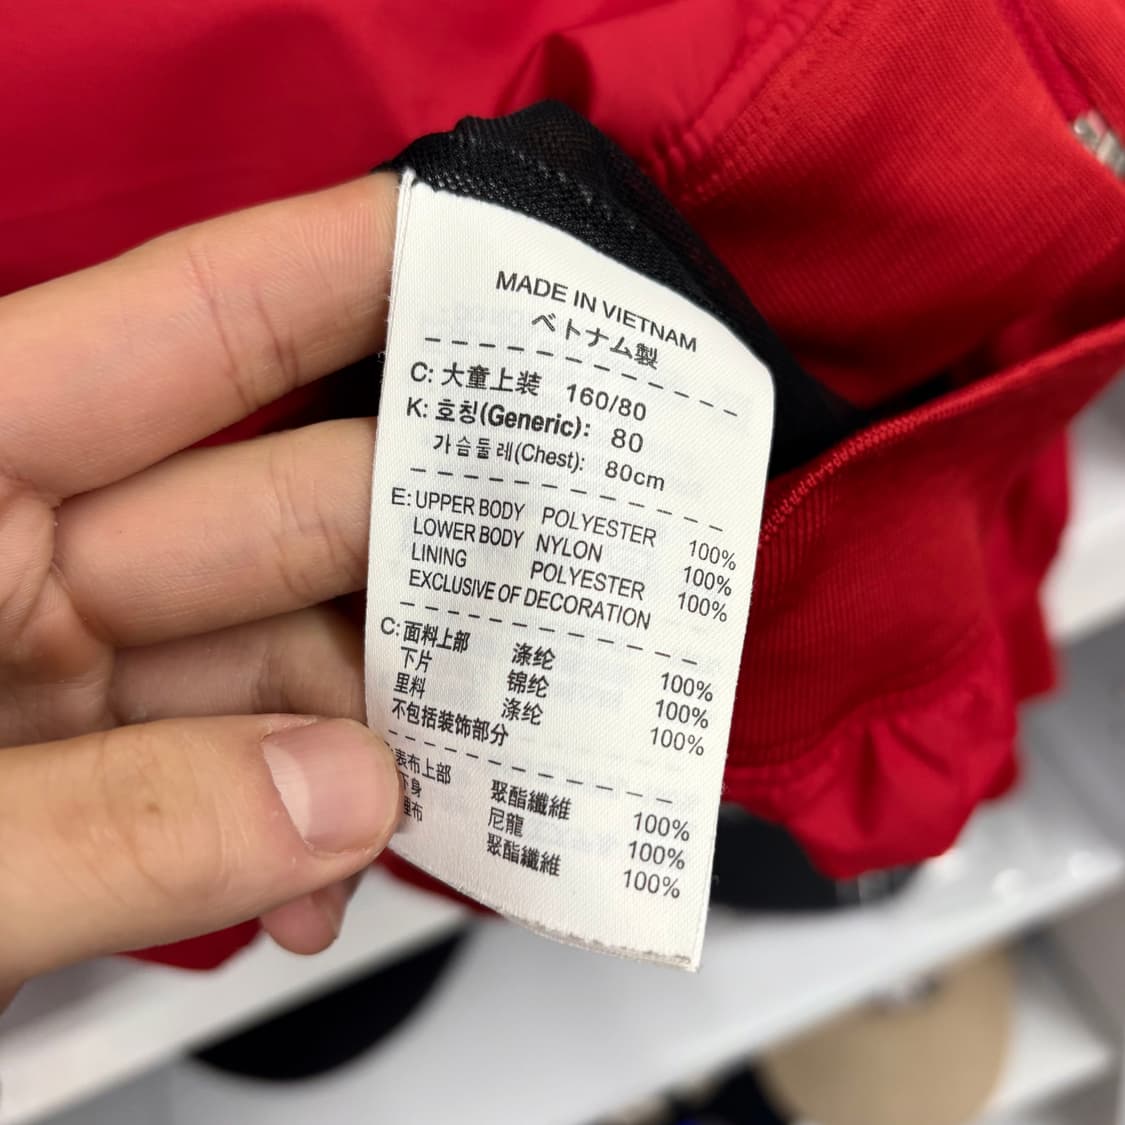 MADE IN VIETNAM
ベトナム製
C: 大童上装 160/80
K: 호칭(Generic): 80
가슴둘레(Chest): 80cm
E: UPPER BODY POLYESTER 100%
LOWER BODY NYLON 100%
LINING POLYESTER 100%
EXCLUSIVE OF DECORATION
C: 面料上部 涤纶 100%
下片 锦纶 100%
里料 涤纶 100%
不包括装饰部分
表布上部 聚酯纖維 100%
下身 尼龍 100%
裡布 聚酯纖維 100%